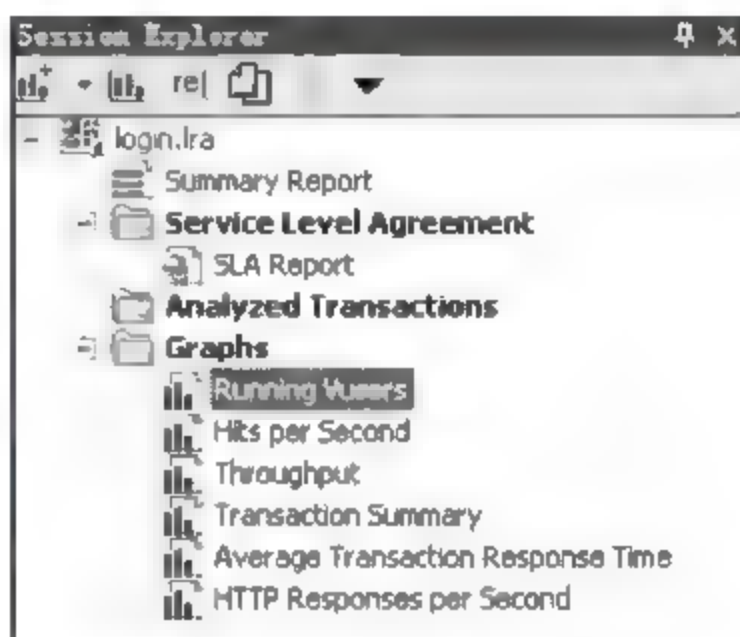 Session Explorer
re
login.lra
Summary Report
Service Level Agreement
SLA Report
Analyzed Transactions
Graphs
Running Vusers
Hits per Second
Throughput
Transaction Summary
Average Transaction Response Time
HTTP Responses per Second